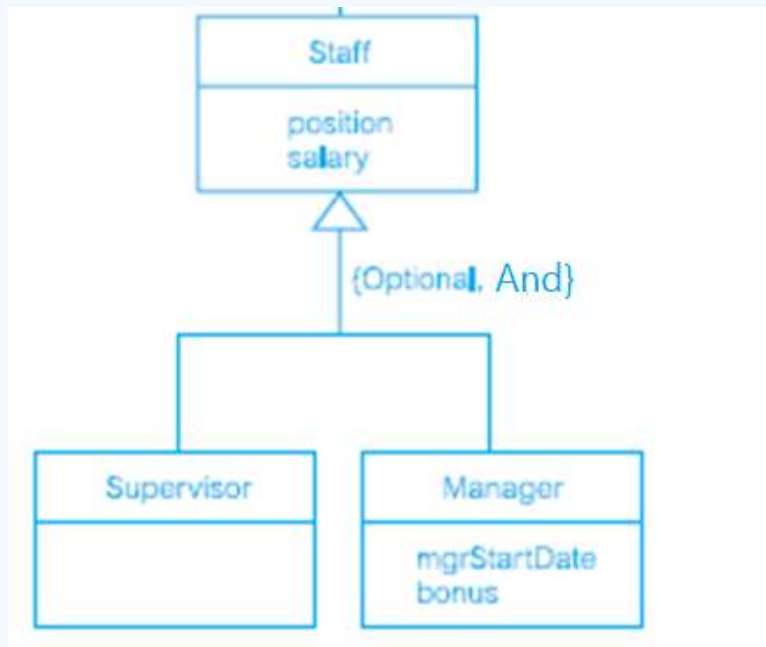 Staff
position
salary
{Optional, And}
Supervisor
Manager
mgrStartDate
bonus